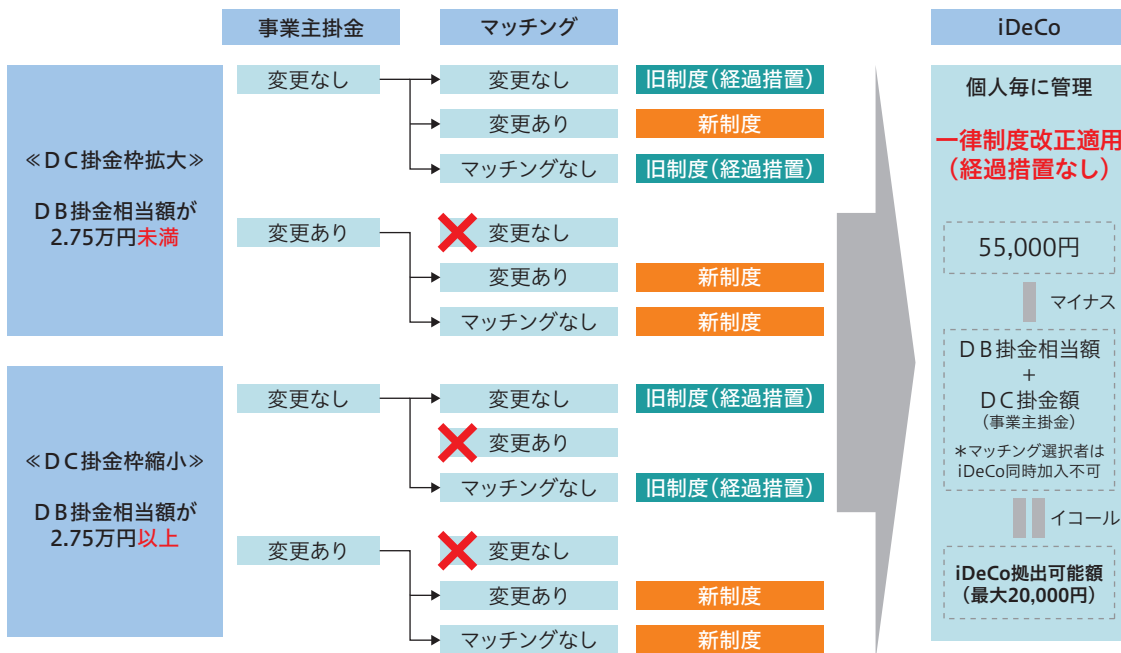 事業主掛金
マッチング
iDeCo
≪ＤＣ掛金枠拡大≫
ＤＢ掛金相当額が
2.75万円未満
変更なし
変更なし
旧制度（経過措置）
変更あり
新制度
マッチングなし
旧制度（経過措置）
変更あり
変更なし
変更あり
新制度
マッチングなし
新制度
≪ＤＣ掛金枠縮小≫
ＤＢ掛金相当額が
2.75万円以上
変更なし
変更なし
旧制度（経過措置）
変更あり
マッチングなし
旧制度（経過措置）
変更あり
変更なし
変更あり
新制度
マッチングなし
新制度
個人毎に管理
一律制度改正適用
（経過措置なし）
55,000円
マイナス
ＤＢ掛金相当額
+
ＤＣ掛金額
（事業主掛金）
＊マッチング選択者は
iDeCo同時加入不可
イコール
iDeCo拠出可能額
（最大20,000円）